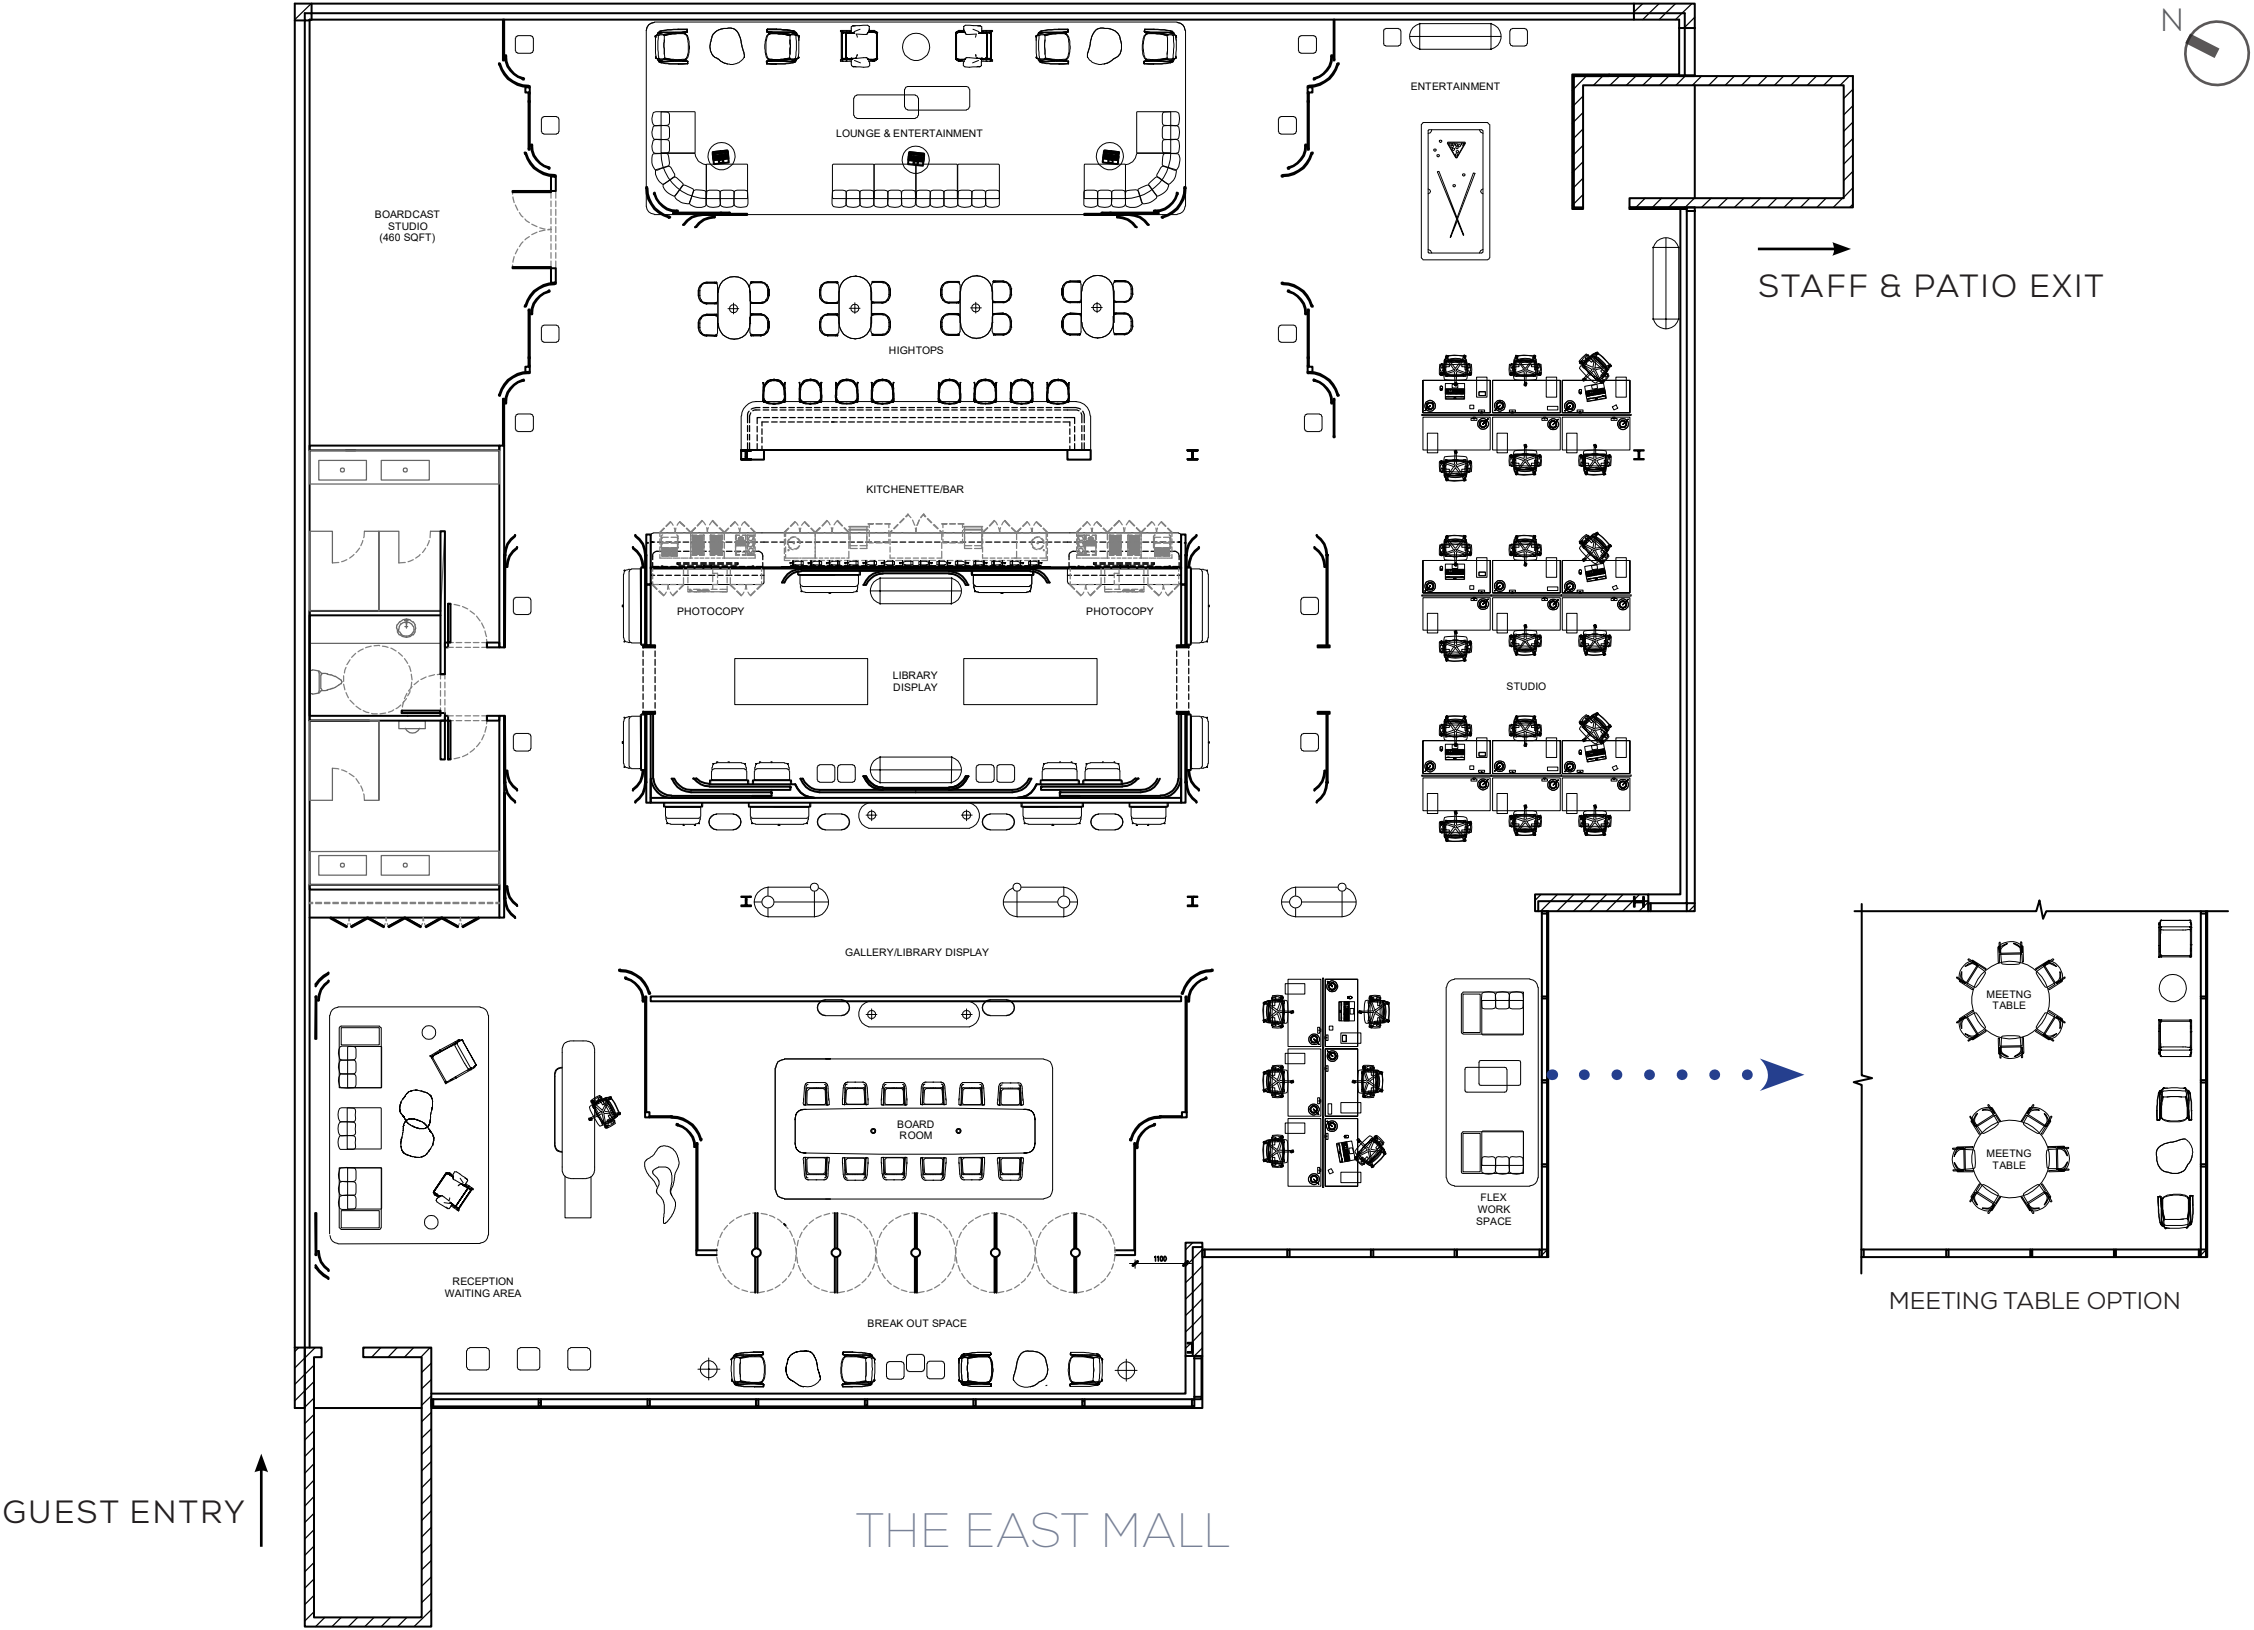 N
ENTERTAINMENT
LOUNGE & ENTERTAINMENT
BOARDCAST
STUDIO
(460 SQFT)
STAFF & PATIO EXIT
HIGHTOPS
KITCHENETTE/BAR
PHOTOCOPY
PHOTOCOPY
LIBRARY
DISPLAY
STUDIO
GALLERY/LIBRARY DISPLAY
MEETNG
TABLE
BOARD
ROOM
MEETNG
TABLE
FLEX
WORK
SPACE
1100
RECEPTION
WAITING AREA
BREAK OUT SPACE
MEETING TABLE OPTION
GUEST ENTRY
THE EAST MALL